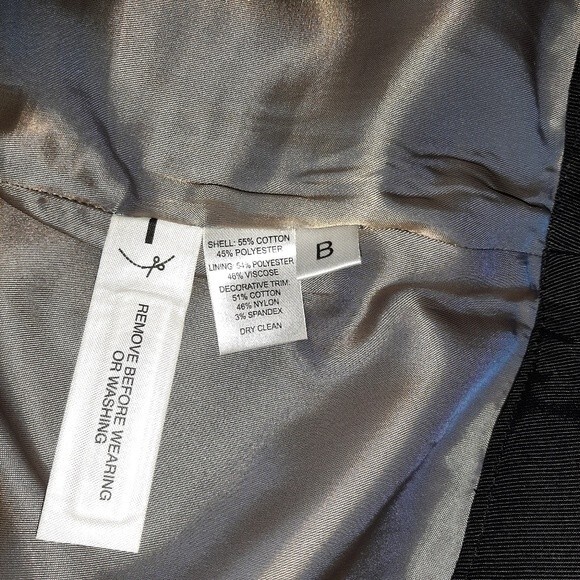 SHELL: 55% COTTON
45% POLYESTER
LINING: 54% POLYESTER
46% VISCOSE
DECORATIVE TRIM:
51% COTTON
46% NYLON
3% SPANDEX
DRY CLEAN
B
REMOVE BEFORE WEARING
OR WASHING